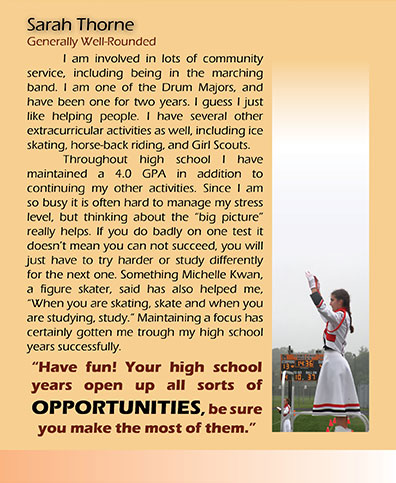 Sarah Thorne
Generally Well-Rounded
I am involved in lots of community
service, including being in the marching
band. I am one of the Drum Majors, and
have been one for two years. I guess I just
like helping people. I have several other
extracurricular activities as well, including ice
skating, horse-back riding, and Girl Scouts.
Throughout high school I have
maintained a 4.0 GPA in addition to
continuing my other activities. Since I am
so busy it is often hard to manage my stress
level, but thinking about the "big picture"
really helps. If you do badly on one test it
doesn't mean you can not succeed, you will
just have to try harder or study differently
for the next one. Something Michelle Kwan,
a figure skater, said has also helped me,
"When you are skating, skate and when you
are studying, study." Maintaining a focus has
certainly gotten me trough my high school
years successfully.
"Have fun! Your high school
years open up all sorts of
OPPORTUNITIES, be sure
you make the most of them."